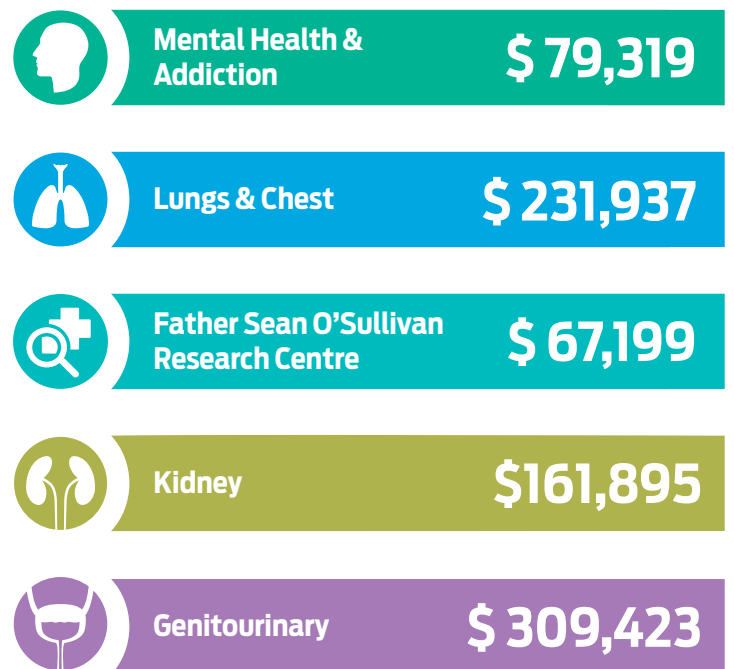 Mental Health &
Addiction
$ 79,319
Lungs & Chest
$ 231,937
Father Sean O’Sullivan
Research Centre
$ 67,199
Kidney
$161,895
Genitourinary
$ 309,423